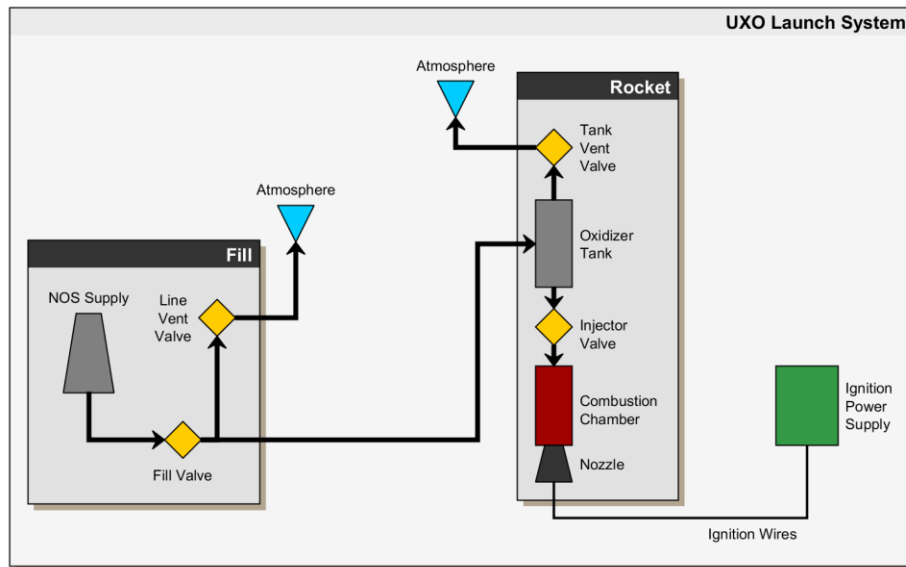 UXO Launch System
Atmosphere
Rocket
Tank
Vent
Valve
Atmosphere
Oxidizer
Tank
Fill
NOS Supply
Line
Vent
Valve
Injector
Valve
Combustion
Chamber
Ignition
Power
Supply
Fill Valve
Nozzle
Ignition Wires